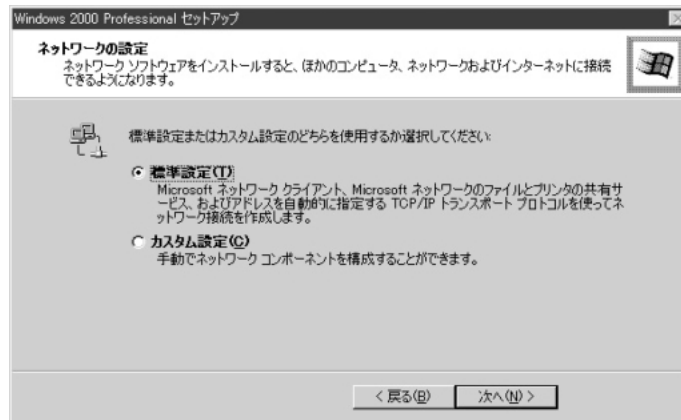 Windows 2000 Professional セットアップ
ネットワークの設定
ネットワーク ソフトウェアをインストールすると、ほかのコンピュータ、ネットワークおよびインターネットに接続
できるようになります。
標準設定またはカスタム設定のどちらを使用するか選択してください:
標準設定(T)
Microsoft ネットワーク クライアント、Microsoft ネットワークのファイルとプリンタの共有サ
ービス、およびアドレスを自動的に指定する TCP/IP トランスポート プロトコルを使ってネ
ットワーク接続を作成します。
カスタム設定(C)
手動でネットワーク コンポーネントを構成することができます。
< 戻る(B) 次へ(N) >